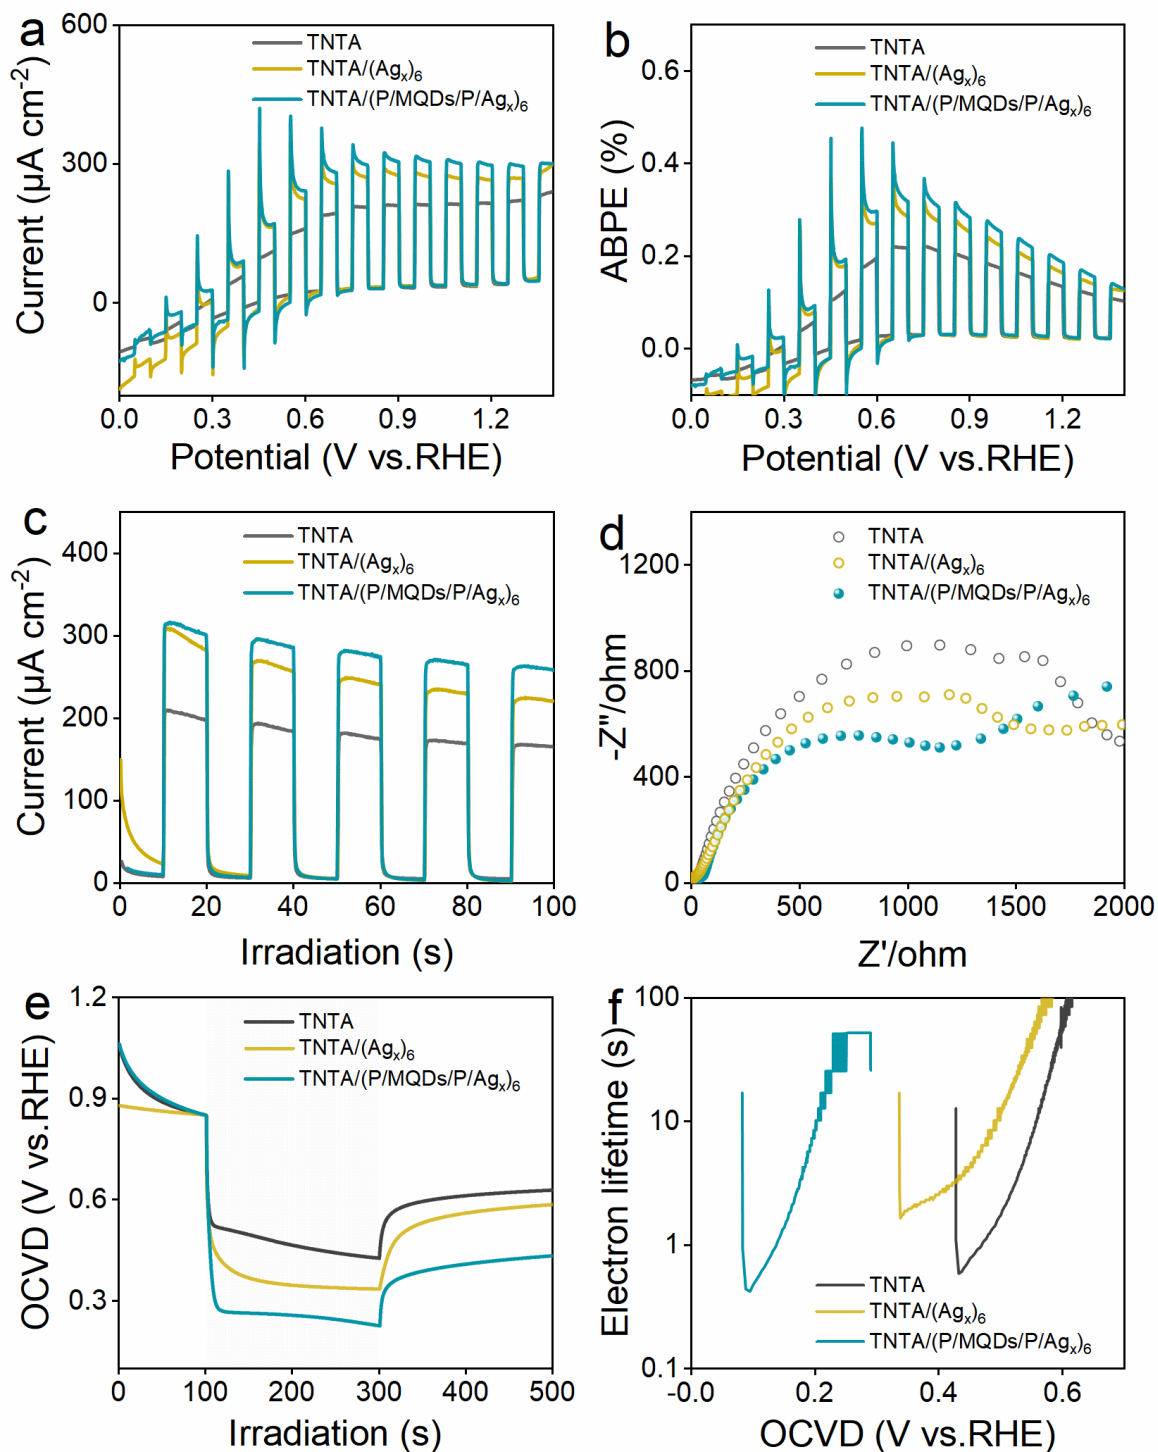 a
600
300
0
Current (µA cm⁻²)
TNTA
TNTA/(Agₓ)₆
TNTA/(P/MQDs/P/Agₓ)₆
0.0 0.3 0.6 0.9 1.2
Potential (V vs.RHE)
b
0.6
0.4
0.2
0.0
ABPE (%)
TNTA
TNTA/(Agₓ)₆
TNTA/(P/MQDs/P/Agₓ)₆
0.0 0.3 0.6 0.9 1.2
Potential (V vs.RHE)
c
400
300
200
100
0
Current (µA cm⁻²)
TNTA
TNTA/(Agₓ)₆
TNTA/(P/MQDs/P/Agₓ)₆
0 20 40 60 80 100
Irradiation (s)
d
1200
800
400
0
-Z"/ohm
TNTA
TNTA/(Agₓ)₆
TNTA/(P/MQDs/P/Agₓ)₆
0 500 1000 1500 2000
Z'/ohm
e
1.2
0.9
0.6
0.3
OCVD (V vs.RHE)
TNTA
TNTA/(Agₓ)₆
TNTA/(P/MQDs/P/Agₓ)₆
0 100 200 300 400 500
Irradiation (s)
f
100
10
1
0.1
Electron lifetime (s)
TNTA
TNTA/(Agₓ)₆
TNTA/(P/MQDs/P/Agₓ)₆
-0.0 0.2 0.4 0.6
OCVD (V vs.RHE)